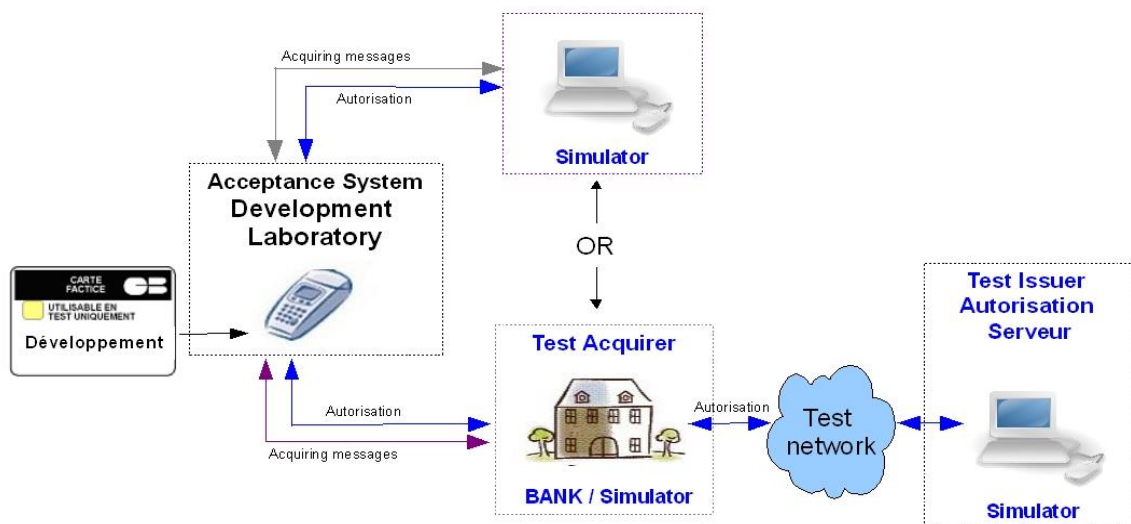 Acquiring messages
Autorisation
Simulator
Acceptance System
Development
Laboratory
OR
CARTE
FACTICE
CB
UTILISABLE EN
TEST UNIQUEMENT
Développement
Test Acquirer
Autorisation
Acquiring messages
BANK / Simulator
Autorisation
Test
network
Test Issuer
Autorisation
Serveur
Simulator